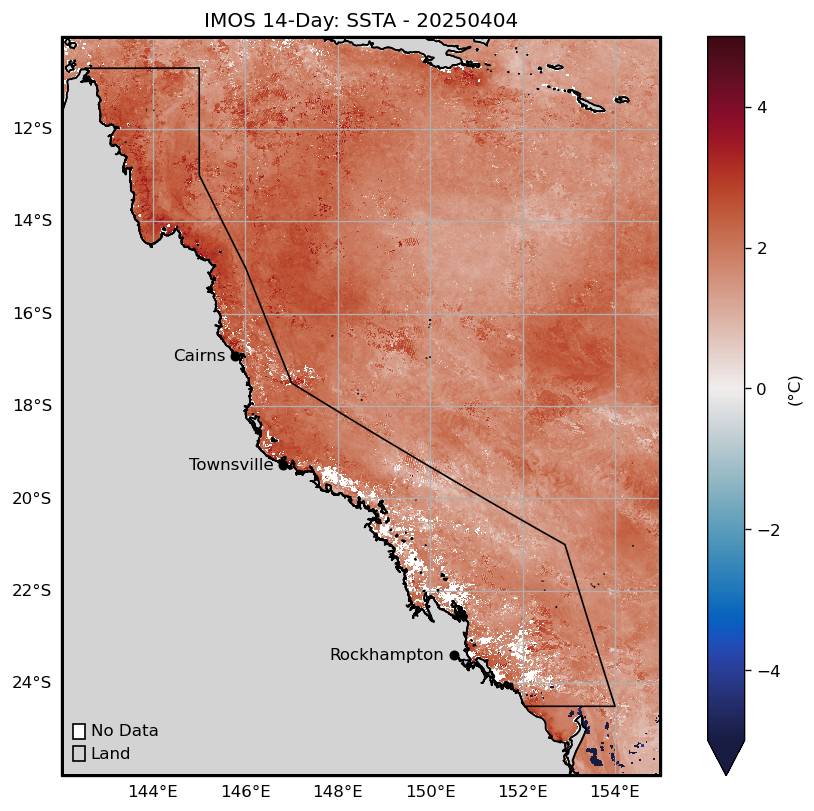 IMOS 14-Day: SSTA - 20250404
12°S
14°S
16°S
18°S
20°S
22°S
24°S
Cairns
Townsville
Rockhampton
No Data
Land
144°E 146°E 148°E 150°E 152°E 154°E
4
2
0
−2
−4
(°C)